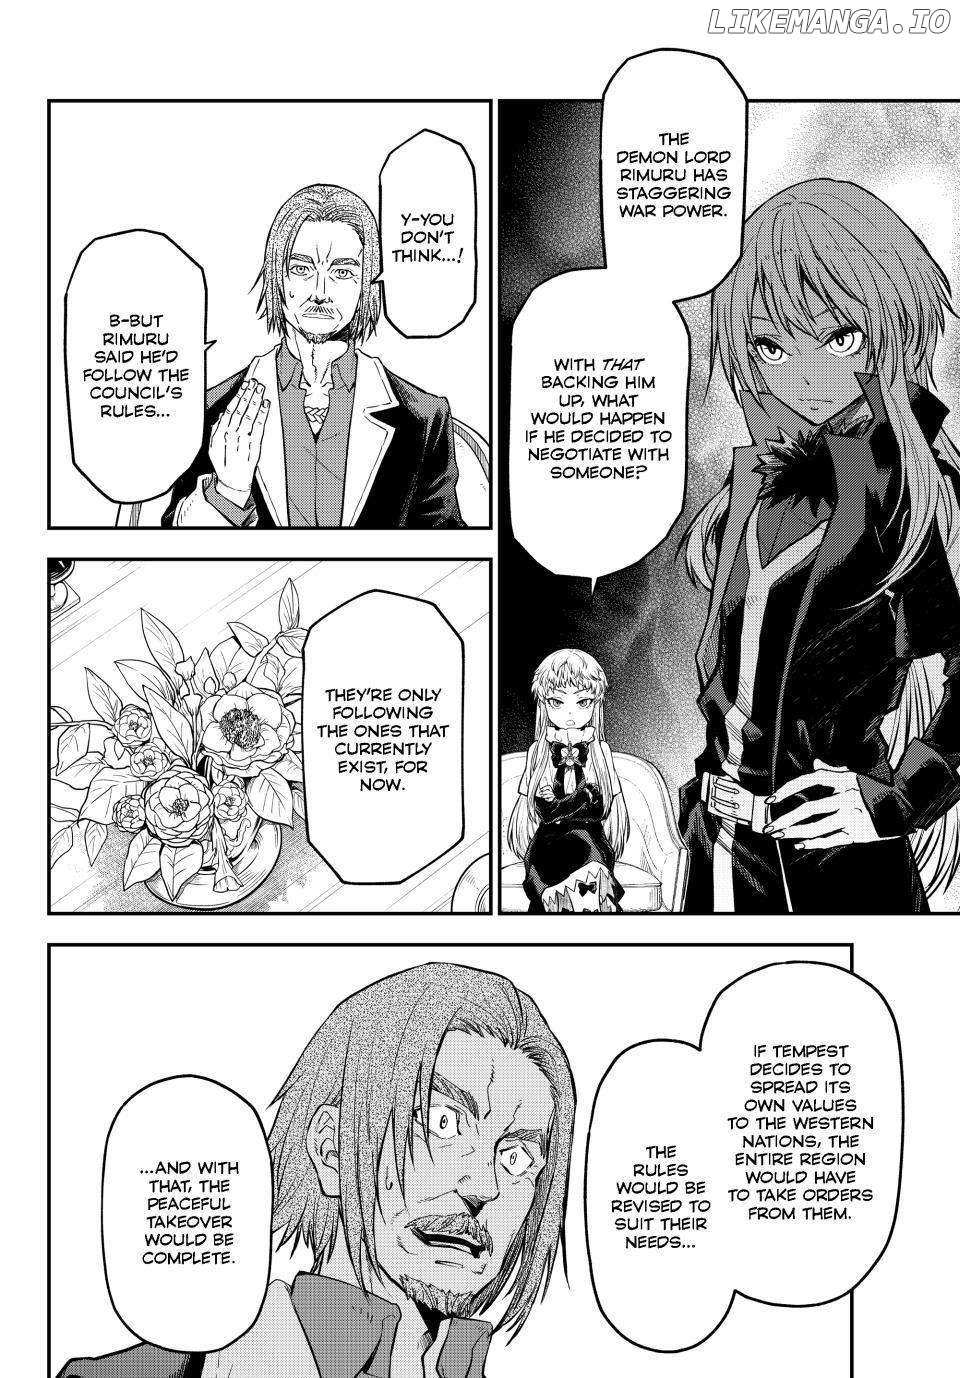 LIKEMANGA.IO
THE
DEMON LORD
RIMURU HAS
STAGGERING
WAR POWER.
WITH THAT
BACKING HIM
UP, WHAT
WOULD HAPPEN
IF HE DECIDED TO
NEGOTIATE WITH
SOMEONE?
Y-YOU
DON'T
THINK...!
B-BUT
RIMURU
SAID HE'D
FOLLOW THE
COUNCIL'S
RULES...
THEY'RE ONLY
FOLLOWING
THE ONES THAT
CURRENTLY
EXIST, FOR
NOW.
IF TEMPEST
DECIDES TO
SPREAD ITS
OWN VALUES
TO THE WESTERN
NATIONS, THE
ENTIRE REGION
WOULD HAVE
TO TAKE ORDERS
FROM THEM.
THE
RULES
WOULD BE
REVISED TO
SUIT THEIR
NEEDS...
...AND WITH
THAT, THE
PEACEFUL
TAKEOVER
WOULD BE
COMPLETE.